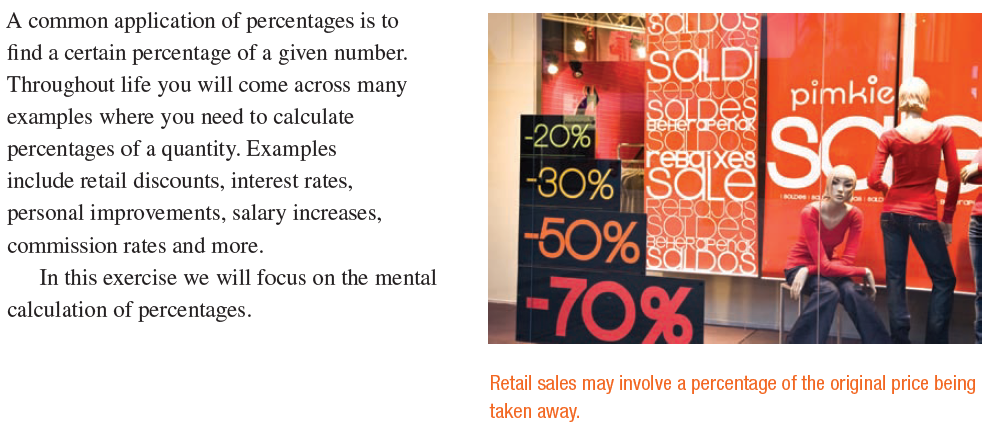 A common application of percentages is to
find a certain percentage of a given number.
Throughout life you will come across many
examples where you need to calculate
percentages of a quantity. Examples
include retail discounts, interest rates,
personal improvements, salary increases,
commission rates and more.
In this exercise we will focus on the mental
calculation of percentages.
SOLDOS
REBAIXES
SALDI
REBAJAS
SOLDES
BEHERAPENAK
SALDOS
REBAIXES
SALE
REBAJAS
SOLDES
BEHERAPENAK
SALDOS
-20%
-30%
-50%
-70%
pimkie
Retail sales may involve a percentage of the original price being
taken away.